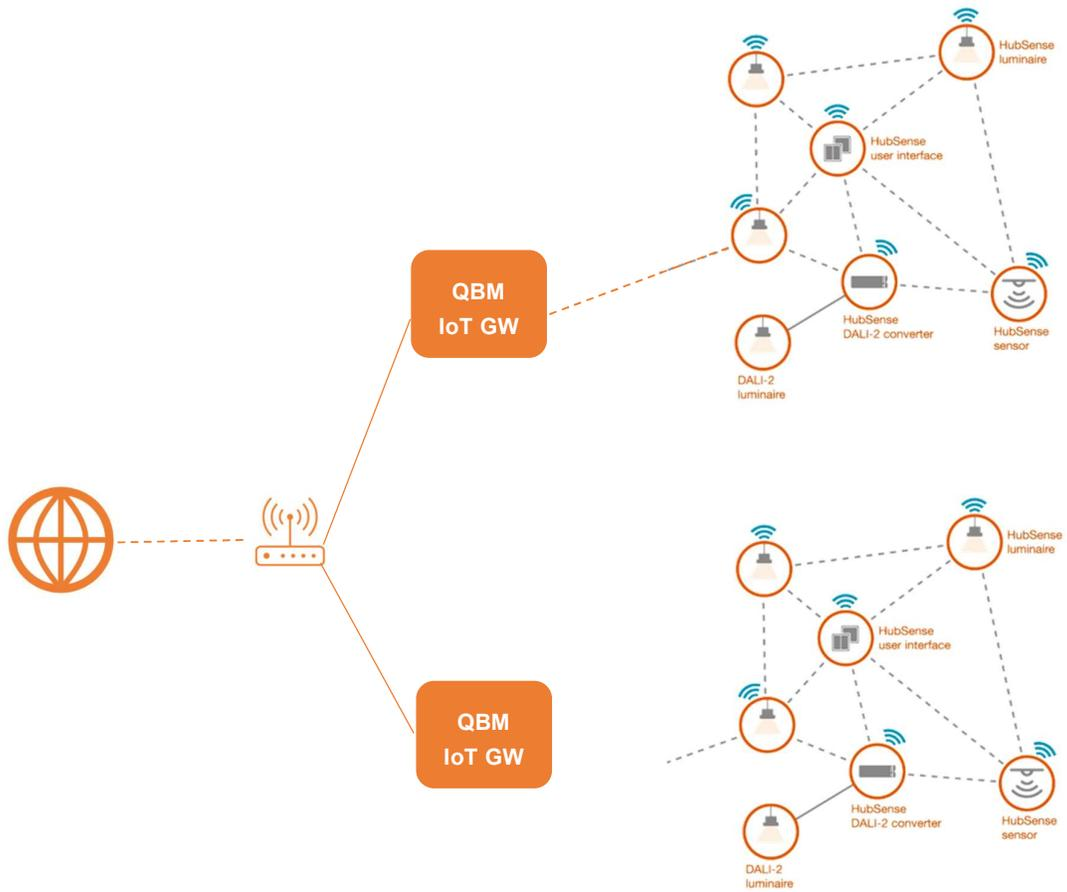 HubSense
luminaire
HubSense
user interface
QBM
IoT GW
HubSense
DALI-2 converter
HubSense
sensor
DALI-2
luminaire
HubSense
luminaire
HubSense
user interface
QBM
IoT GW
HubSense
DALI-2 converter
HubSense
sensor
DALI-2
luminaire